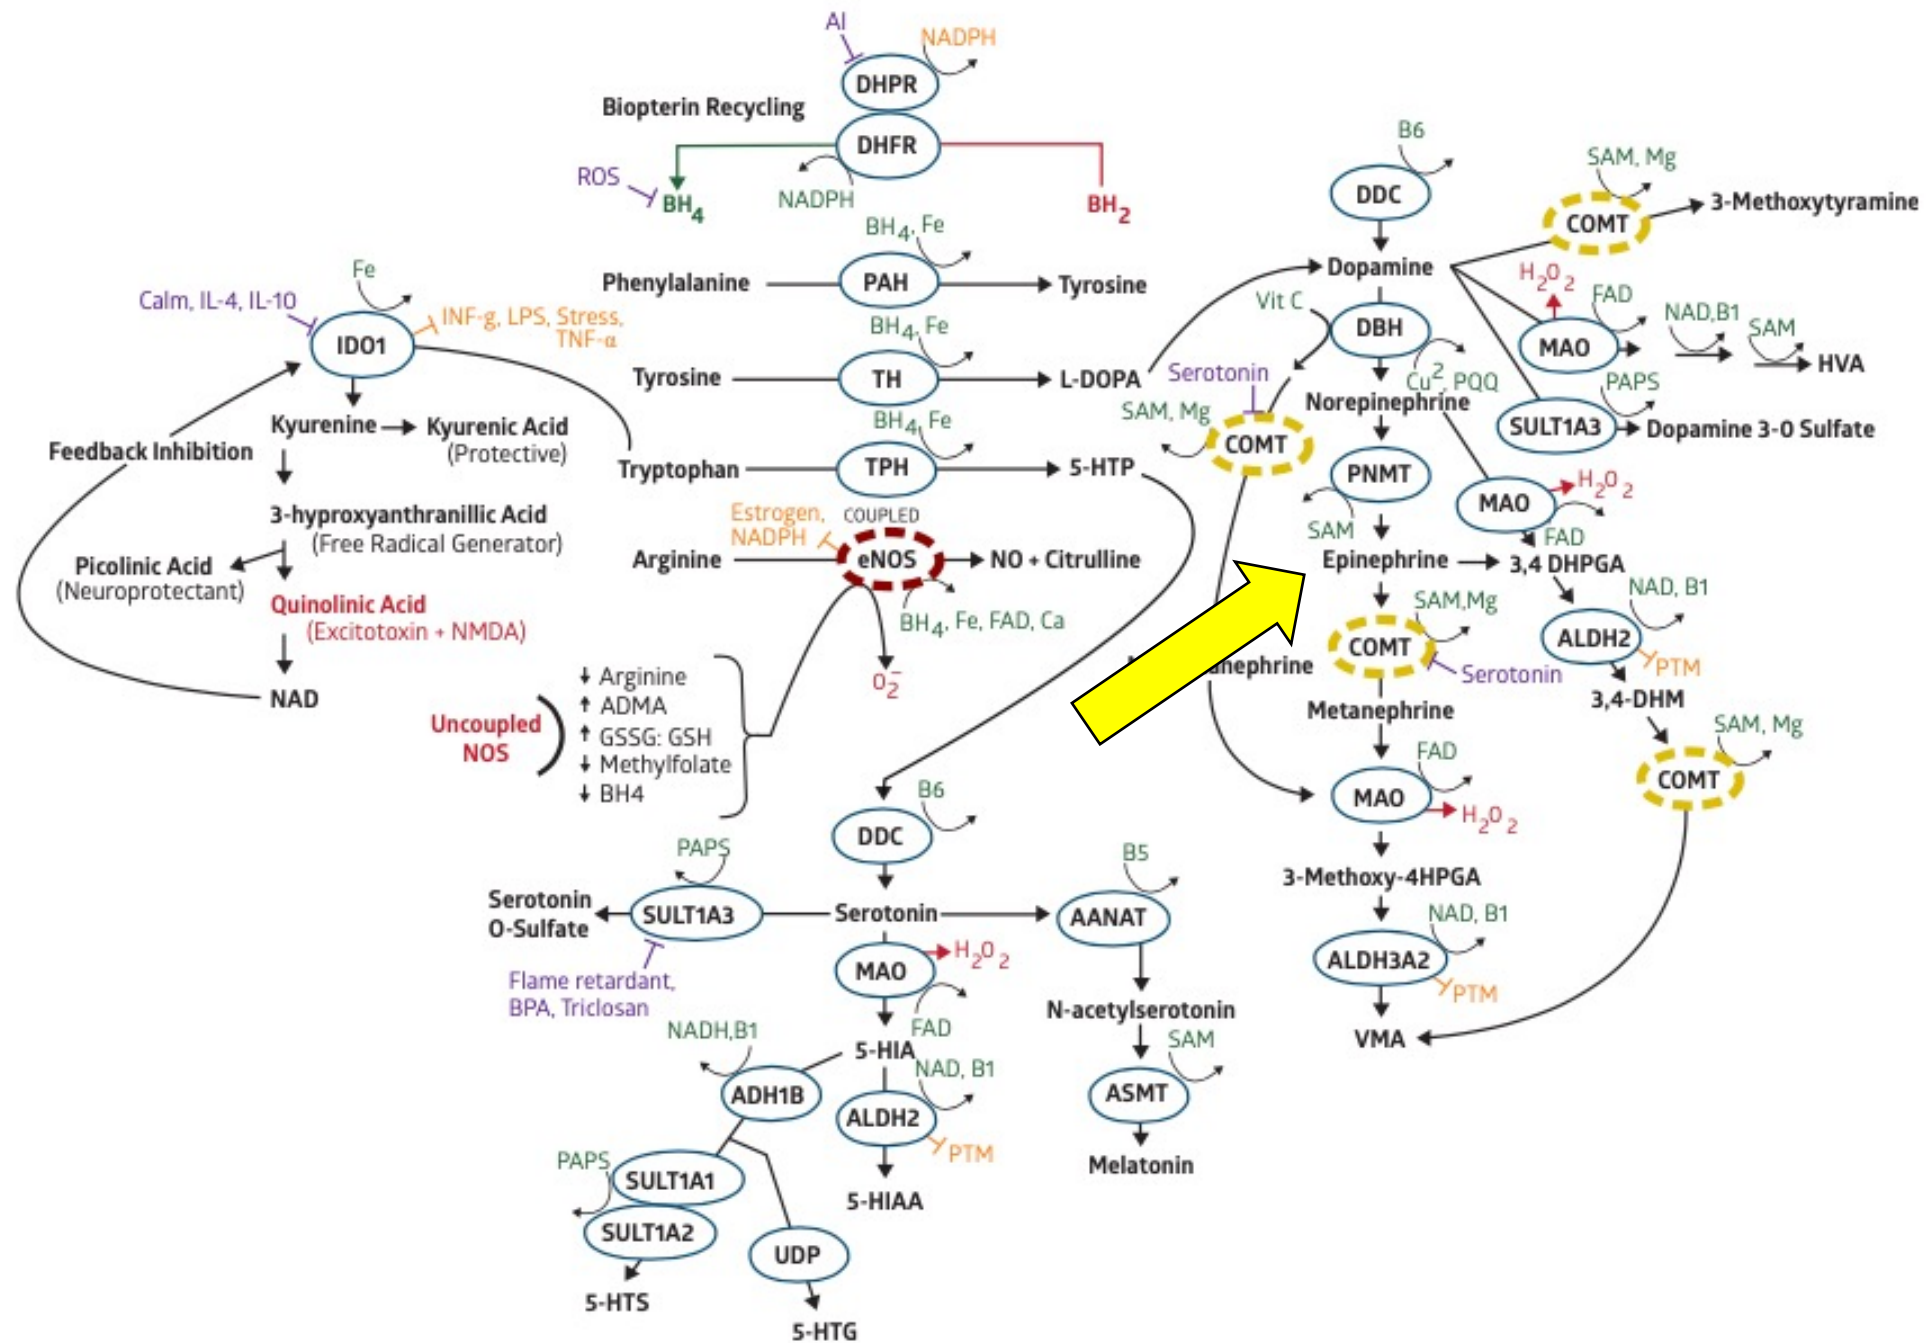 AI
NADPH
DHPR
Biopterin Recycling
DHFR
ROS
NADPH
BH4
BH2
BH4, Fe
Phenylalanine
PAH
Tyrosine
BH4, Fe
Tyrosine
TH
L-DOPA
BH4, Fe
Tryptophan
TPH
5-HTP
Estrogen,
NADPH
COUPLED
Arginine
eNOS
NO + Citrulline
BH4, Fe, FAD, Ca
O2-
Fe
Calm, IL-4, IL-10
INF-g, LPS, Stress,
TNF-α
IDO1
Kyurenine
Kyurenic Acid
(Protective)
Feedback Inhibition
3-hyproxyanthranillic Acid
(Free Radical Generator)
Picolinic Acid
(Neuroprotectant)
Quinolinic Acid
(Excitotoxin + NMDA)
NAD
Uncoupled
NOS
Arginine
ADMA
GSSG: GSH
Methylfolate
BH4
B6
DDC
PAPS
Serotonin
O-Sulfate
SULT1A3
Serotonin
Flame retardant,
BPA, Triclosan
MAO
H2O2
FAD
NADH,B1
5-HIA
NAD, B1
ADH1B
ALDH2
PTM
5-HIAA
PAPS
SULT1A1
SULT1A2
UDP
5-HTS
5-HTG
B5
AANAT
N-acetylserotonin
SAM
ASMT
Melatonin
B6
DDC
Dopamine
SAM, Mg
COMT
3-Methoxytyramine
H2O2
FAD
MAO
NAD,B1
SAM
HVA
PAPS
SULT1A3
Dopamine 3-O Sulfate
Vit C
DBH
Cu2, PQQ
Serotonin
SAM, Mg
COMT
Norepinephrine
PNMT
SAM
MAO
H2O2
FAD
Epinephrine
3,4 DHPGA
NAD, B1
ALDH2
PTM
3,4-DHM
SAM, Mg
COMT
SAM,Mg
COMT
Serotonin
anephrine
Metanephrine
FAD
MAO
H2O2
3-Methoxy-4HPGA
NAD, B1
ALDH3A2
PTM
VMA